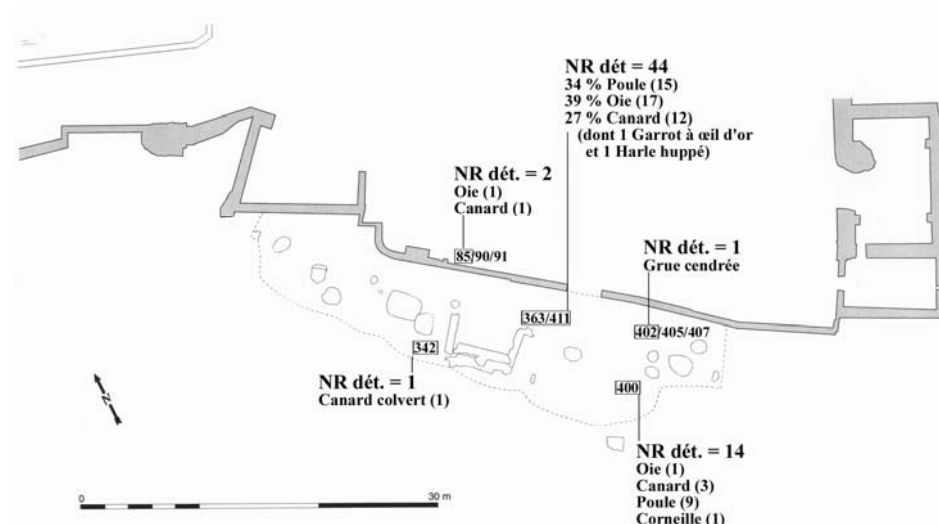 NR dét = 44
34 % Poule (15)
39 % Oie (17)
27 % Canard (12)
(dont 1 Garrot à œil d'or
et 1 Harle huppé)
NR dét. = 2
Oie (1)
Canard (1)
85/90/91
NR dét. = 1
Grue cendrée
363/411
402/405/407
342
NR dét. = 1
Canard colvert (1)
400
N
NR dét. = 14
Oie (1)
Canard (3)
Poule (9)
Corneille (1)
0
30 m